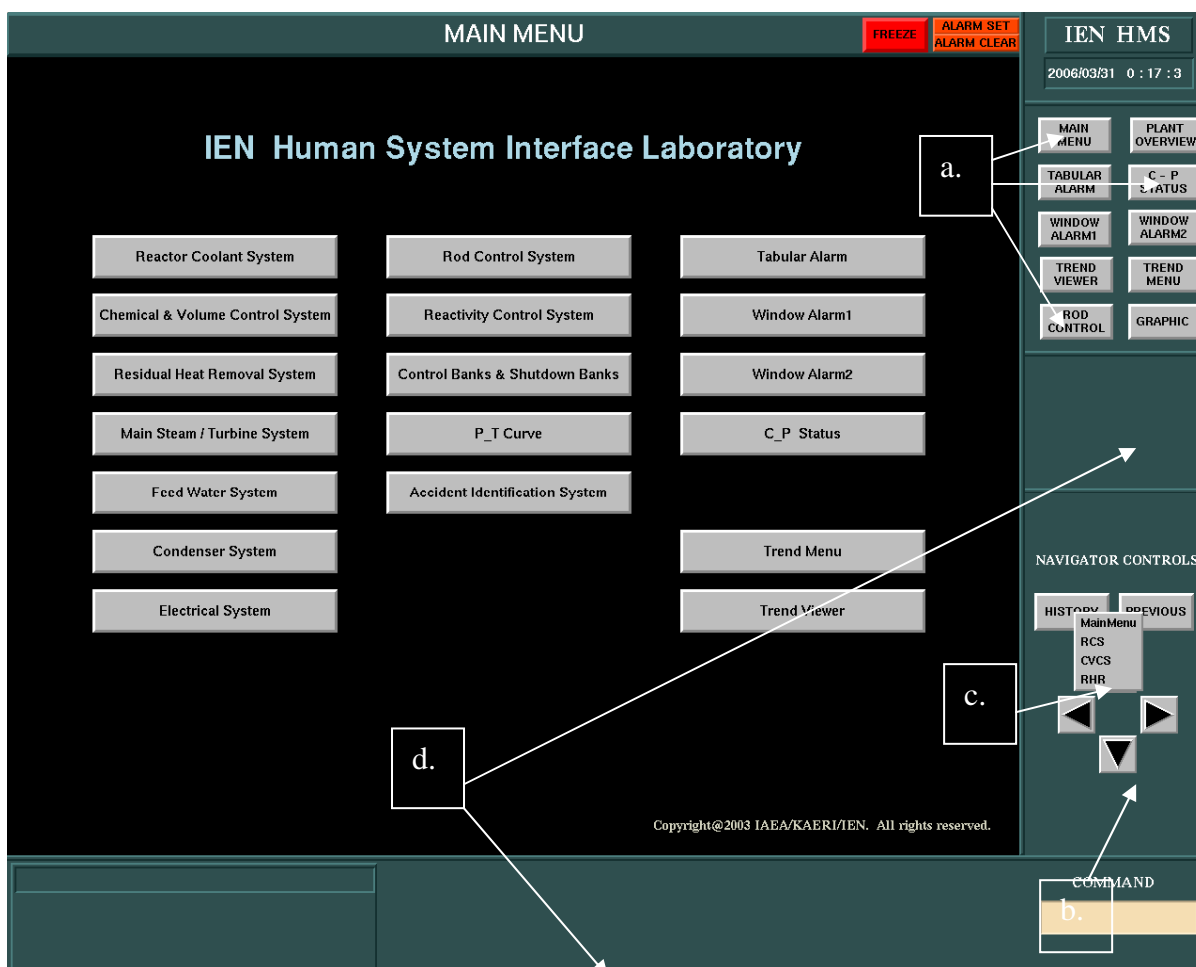 MAIN MENU
FREEZE
ALARM SET
ALARM CLEAR
IEN HMS
2006/03/31 0 : 17 : 3
IEN Human System Interface Laboratory
a.
MAIN
MENU
PLANT
OVERVIEW
TABULAR
ALARM
C - P
STATUS
WINDOW
ALARM1
WINDOW
ALARM2
TREND
VIEWER
TREND
MENU
ROD
CONTROL
GRAPHIC
Reactor Coolant System
Rod Control System
Tabular Alarm
Chemical & Volume Control System
Reactivity Control System
Window Alarm1
Residual Heat Removal System
Control Banks & Shutdown Banks
Window Alarm2
Main Steam / Turbine System
P_T Curve
C_P Status
Feed Water System
Accident Identification System
Condenser System
Trend Menu
Electrical System
Trend Viewer
NAVIGATOR CONTROLS
HISTORY
PREVIOUS
MainMenu
RCS
CVCS
RHR
c.
d.
Copyright@2003 IAEA/KAERI/IEN. All rights reserved.
COMMAND
b.